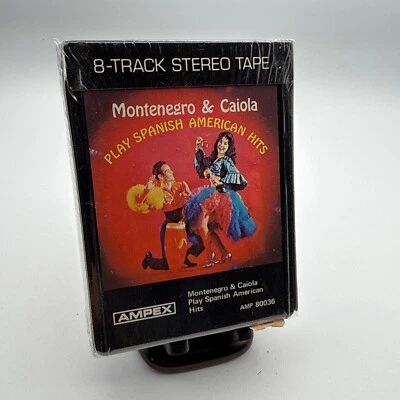 8-TRACK STEREO TAPE
Montenegro & Caiola
PLAY SPANISH AMERICAN HITS
Montenegro & Caiola
Play Spanish American
Hits
AMP 80036
AMPEX